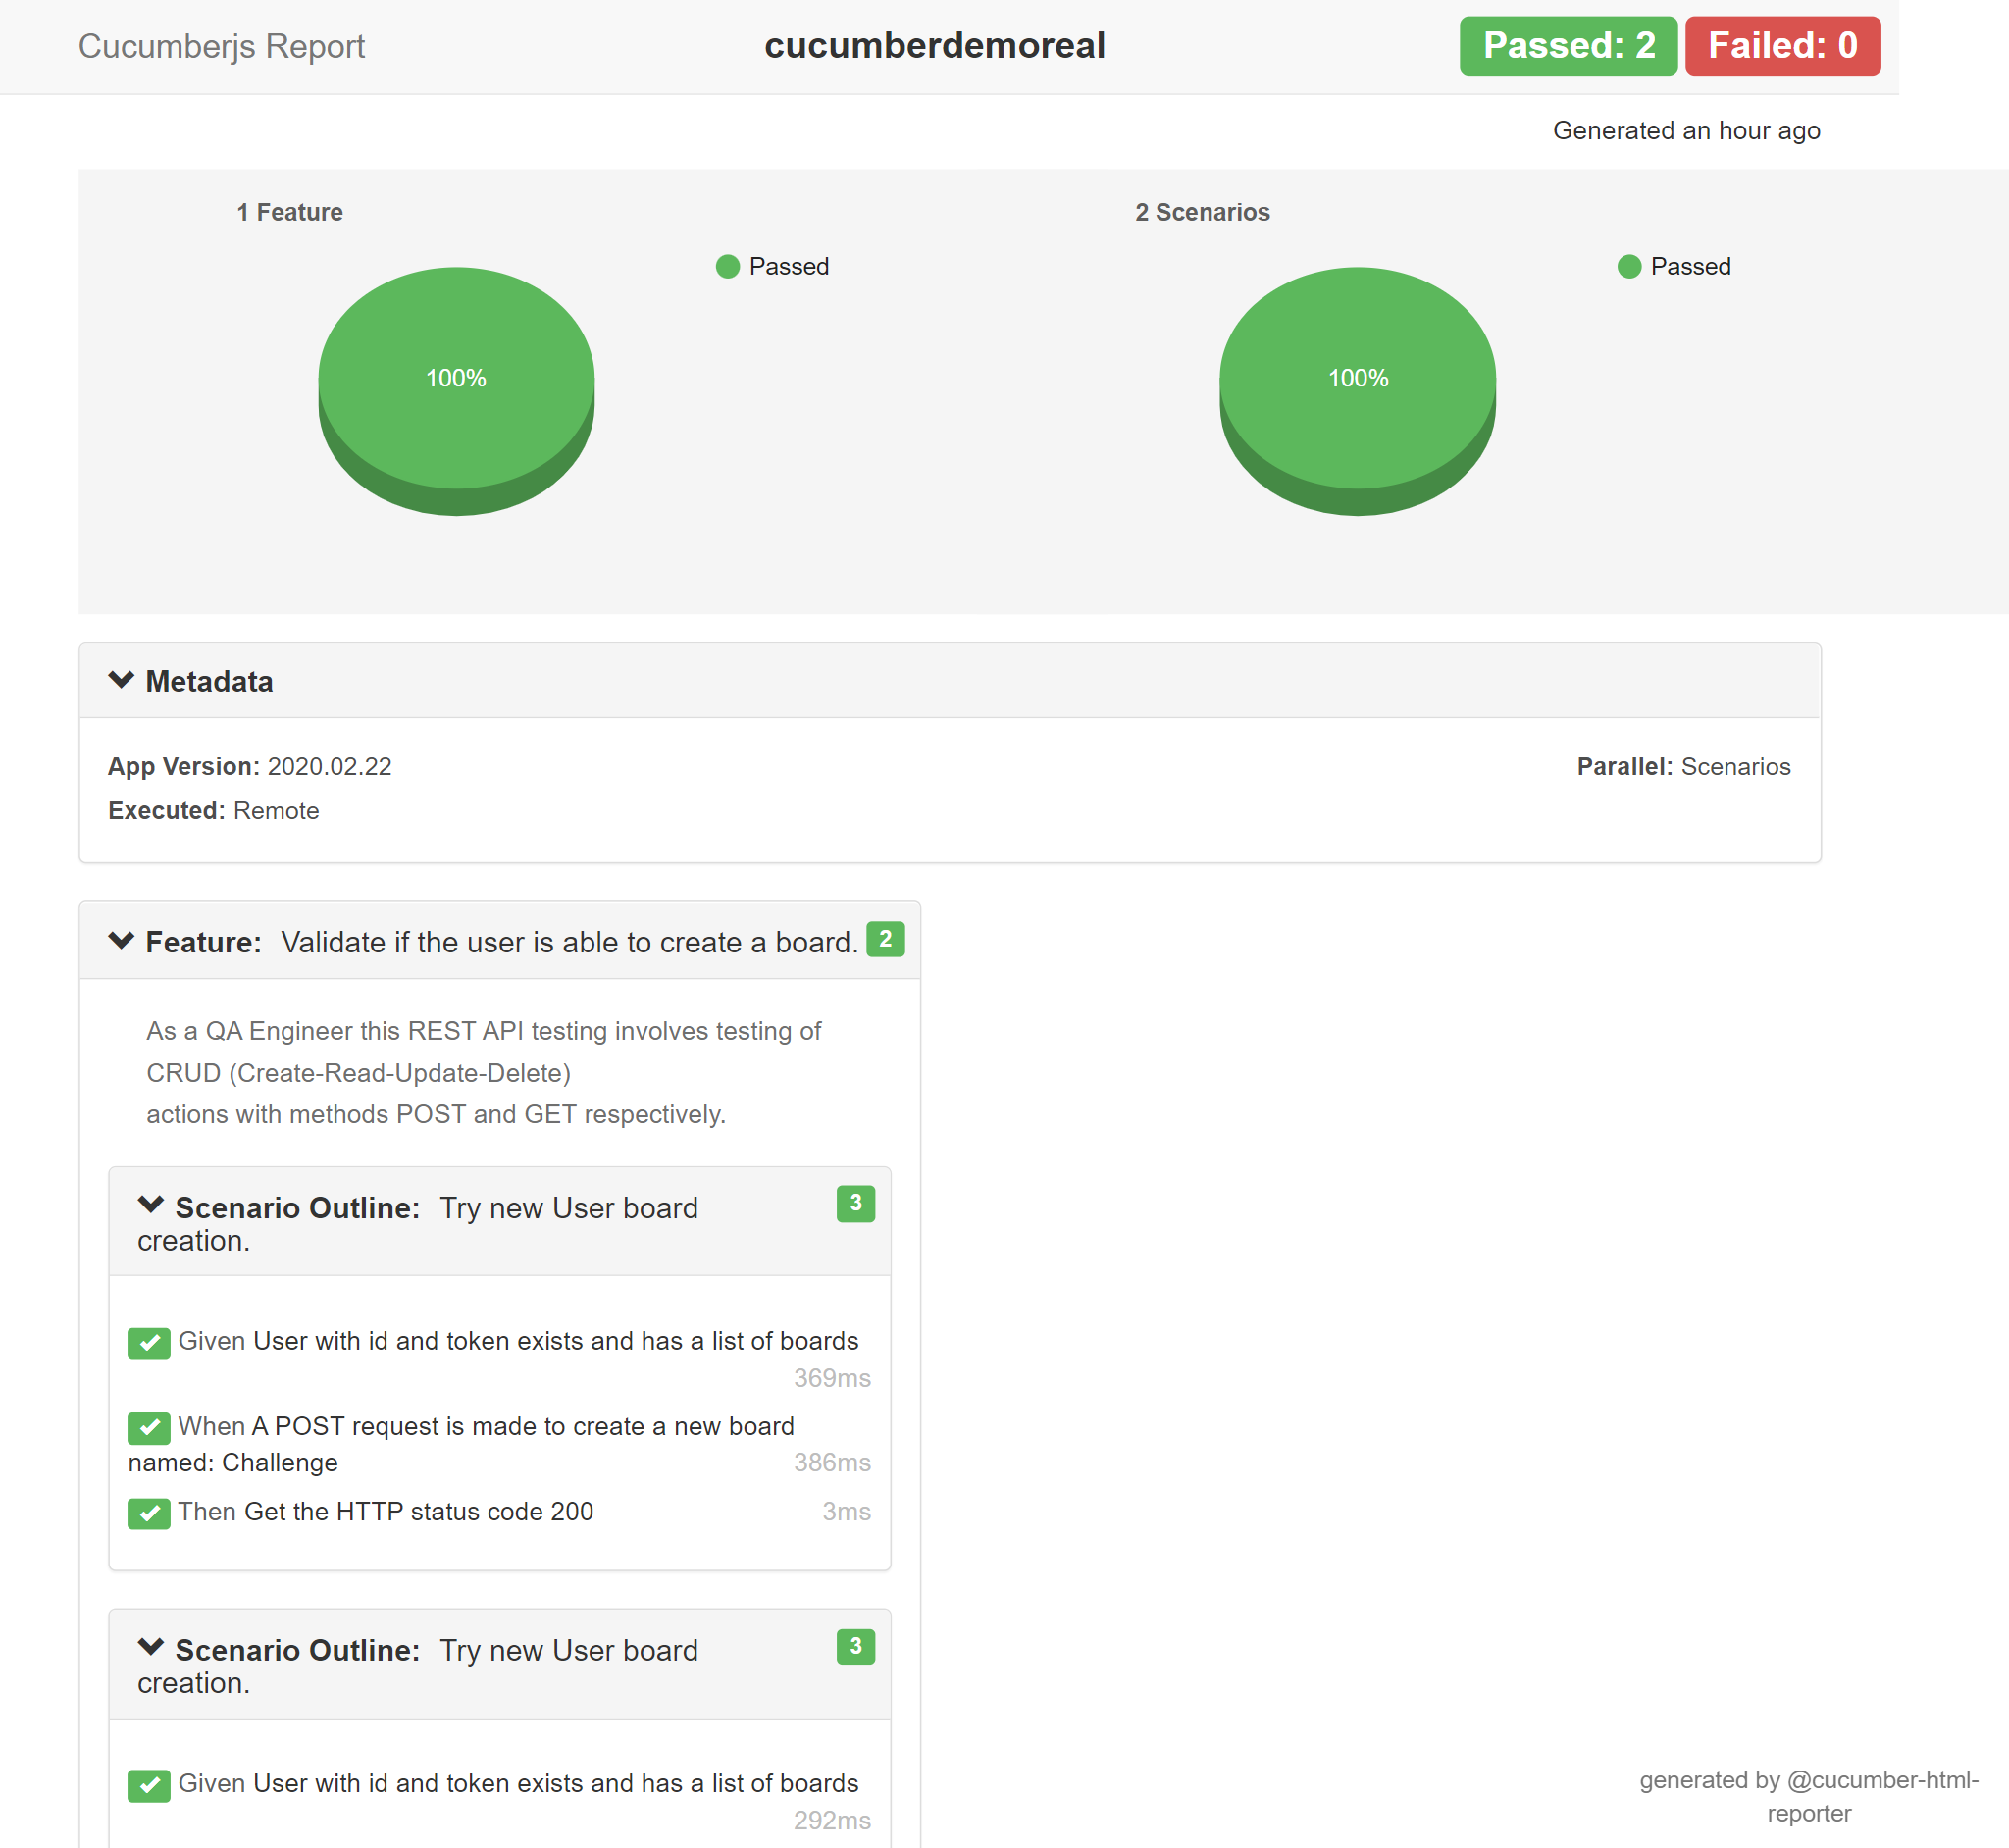 Cucumberjs Report
cucumberdemoreal
Passed: 2 Failed: 0
Generated an hour ago
1 Feature
Passed
100%
2 Scenarios
Passed
100%
Metadata
App Version: 2020.02.22
Parallel: Scenarios
Executed: Remote
Feature: Validate if the user is able to create a board. 2
As a QA Engineer this REST API testing involves testing of
CRUD (Create-Read-Update-Delete)
actions with methods POST and GET respectively.
Scenario Outline: Try new User board 3
creation.
Given User with id and token exists and has a list of boards
369ms
When A POST request is made to create a new board
named: Challenge 386ms
Then Get the HTTP status code 200 3ms
Scenario Outline: Try new User board 3
creation.
Given User with id and token exists and has a list of boards
292ms
generated by @cucumber-html-
reporter